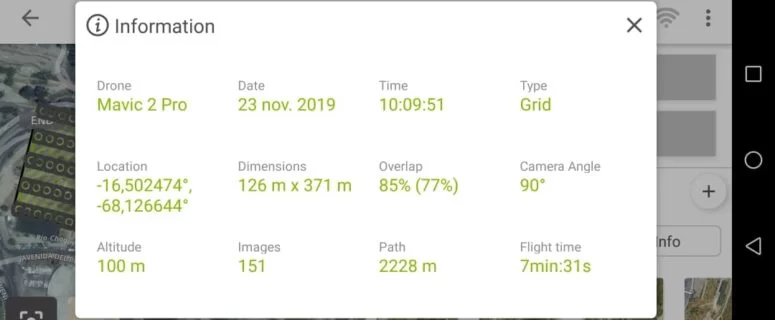 Information
Drone Date Time Type
Mavic 2 Pro 23 nov. 2019 10:09:51 Grid
END
Location Dimensions Overlap Camera Angle
-16,502474°, 126 m x 371 m 85% (77%) 90°
-68,126644°
Altitude Images Path Flight time
100 m 151 2228 m 7min:31s
nfo